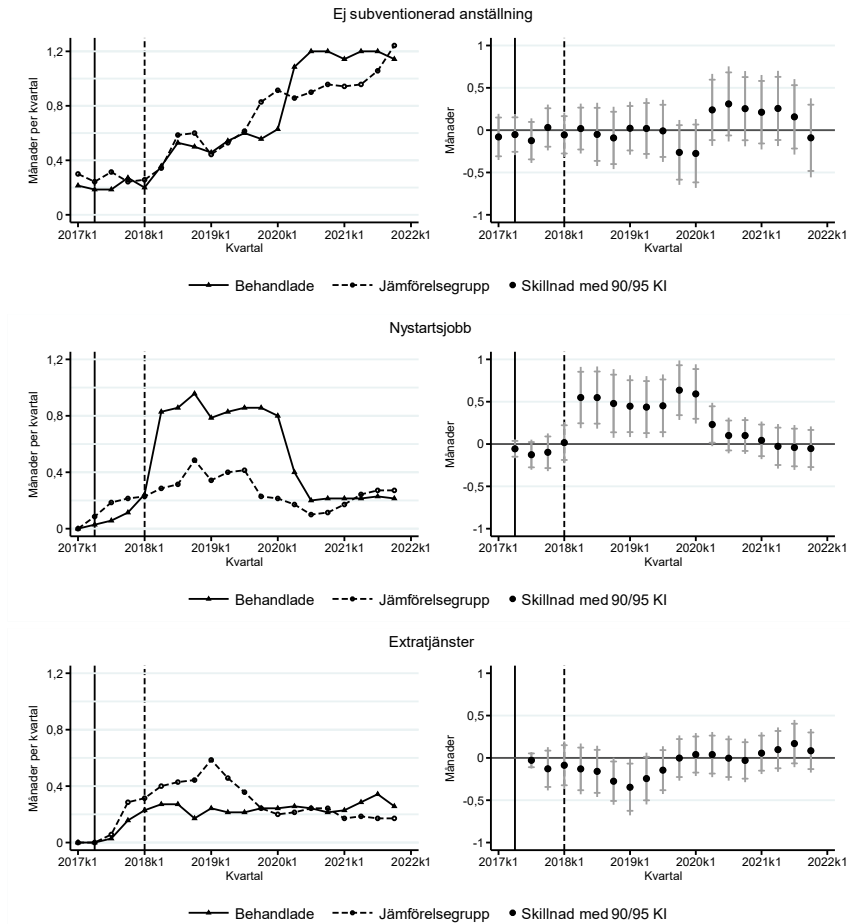 Ej subventionerad anställning
Månader per kvartal
1,2
0,8
0,4
0
2017k1 2018k1 2019k1 2020k1 2021k1 2022k1
Kvartal
Månader
1
0,5
0
-0,5
-1
2017k1 2018k1 2019k1 2020k1 2021k1 2022k1
Kvartal
Behandlade Jämförelsegrupp Skillnad med 90/95 KI
Nystartsjobb
Månader per kvartal
1,2
0,8
0,4
0
2017k1 2018k1 2019k1 2020k1 2021k1 2022k1
Kvartal
Månader
1
0,5
0
-0,5
-1
2017k1 2018k1 2019k1 2020k1 2021k1 2022k1
Kvartal
Behandlade Jämförelsegrupp Skillnad med 90/95 KI
Extratjänster
Månader per kvartal
1,2
0,8
0,4
0
2017k1 2018k1 2019k1 2020k1 2021k1 2022k1
Kvartal
Månader
1
0,5
0
-0,5
-1
2017k1 2018k1 2019k1 2020k1 2021k1 2022k1
Kvartal
Behandlade Jämförelsegrupp Skillnad med 90/95 KI